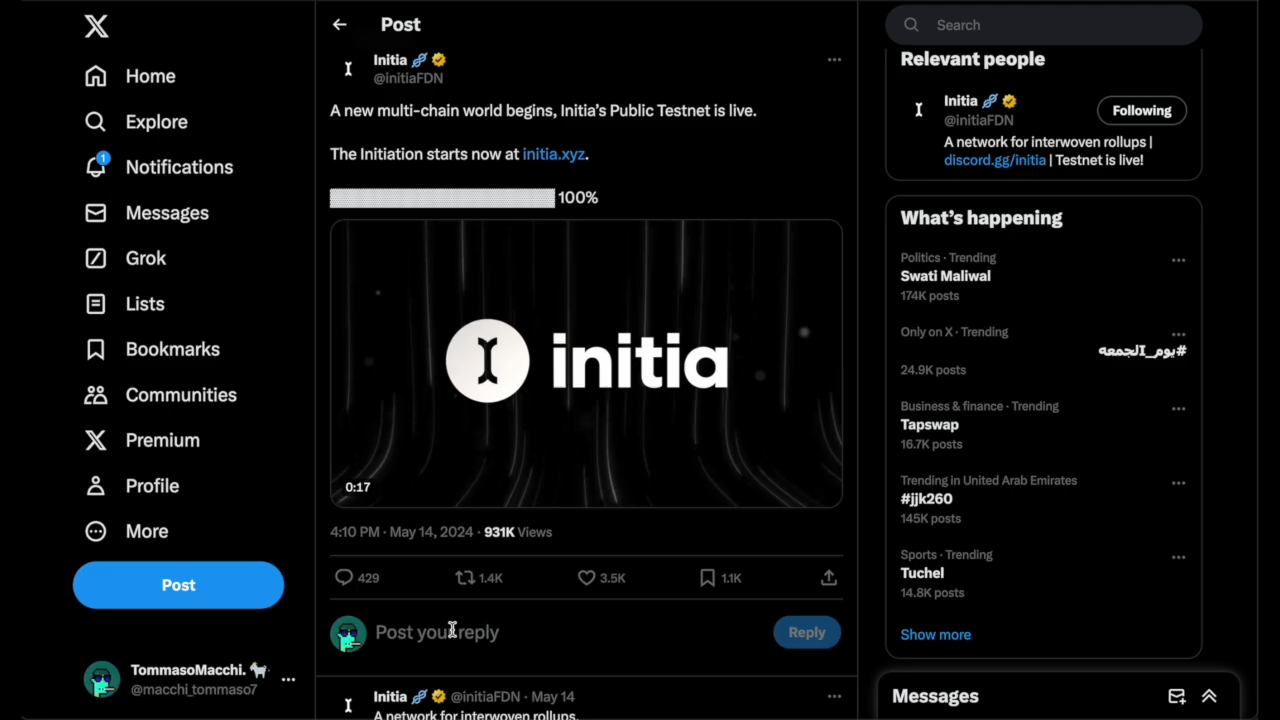 Home
Explore
1
Notifications
Messages
Grok
Lists
Bookmarks
Communities
Premium
Profile
More
Post
TommasoMacchi. 🐐
@macchi_tommaso7
Post
Initia 🪢
@initiaFDN
A new multi-chain world begins, Initia’s Public Testnet is live.
The Initiation starts now at initia.xyz.
100%
initia
0:17
4:10 PM · May 14, 2024 · 931K Views
429 1.4K 3.5K 1.1K
Post your reply
Reply
Initia 🪢 @initiaFDN · May 14
A network for interwoven rollups.
Search
Relevant people
Initia 🪢
@initiaFDN
Following
A network for interwoven rollups |
discord.gg/initia | Testnet is live!
What’s happening
Politics · Trending
Swati Maliwal
174K posts
Only on X · Trending
#يوم_الجمعه
24.9K posts
Business & finance · Trending
Tapswap
16.7K posts
Trending in United Arab Emirates
#jjk260
145K posts
Sports · Trending
Tuchel
14.8K posts
Show more
Messages